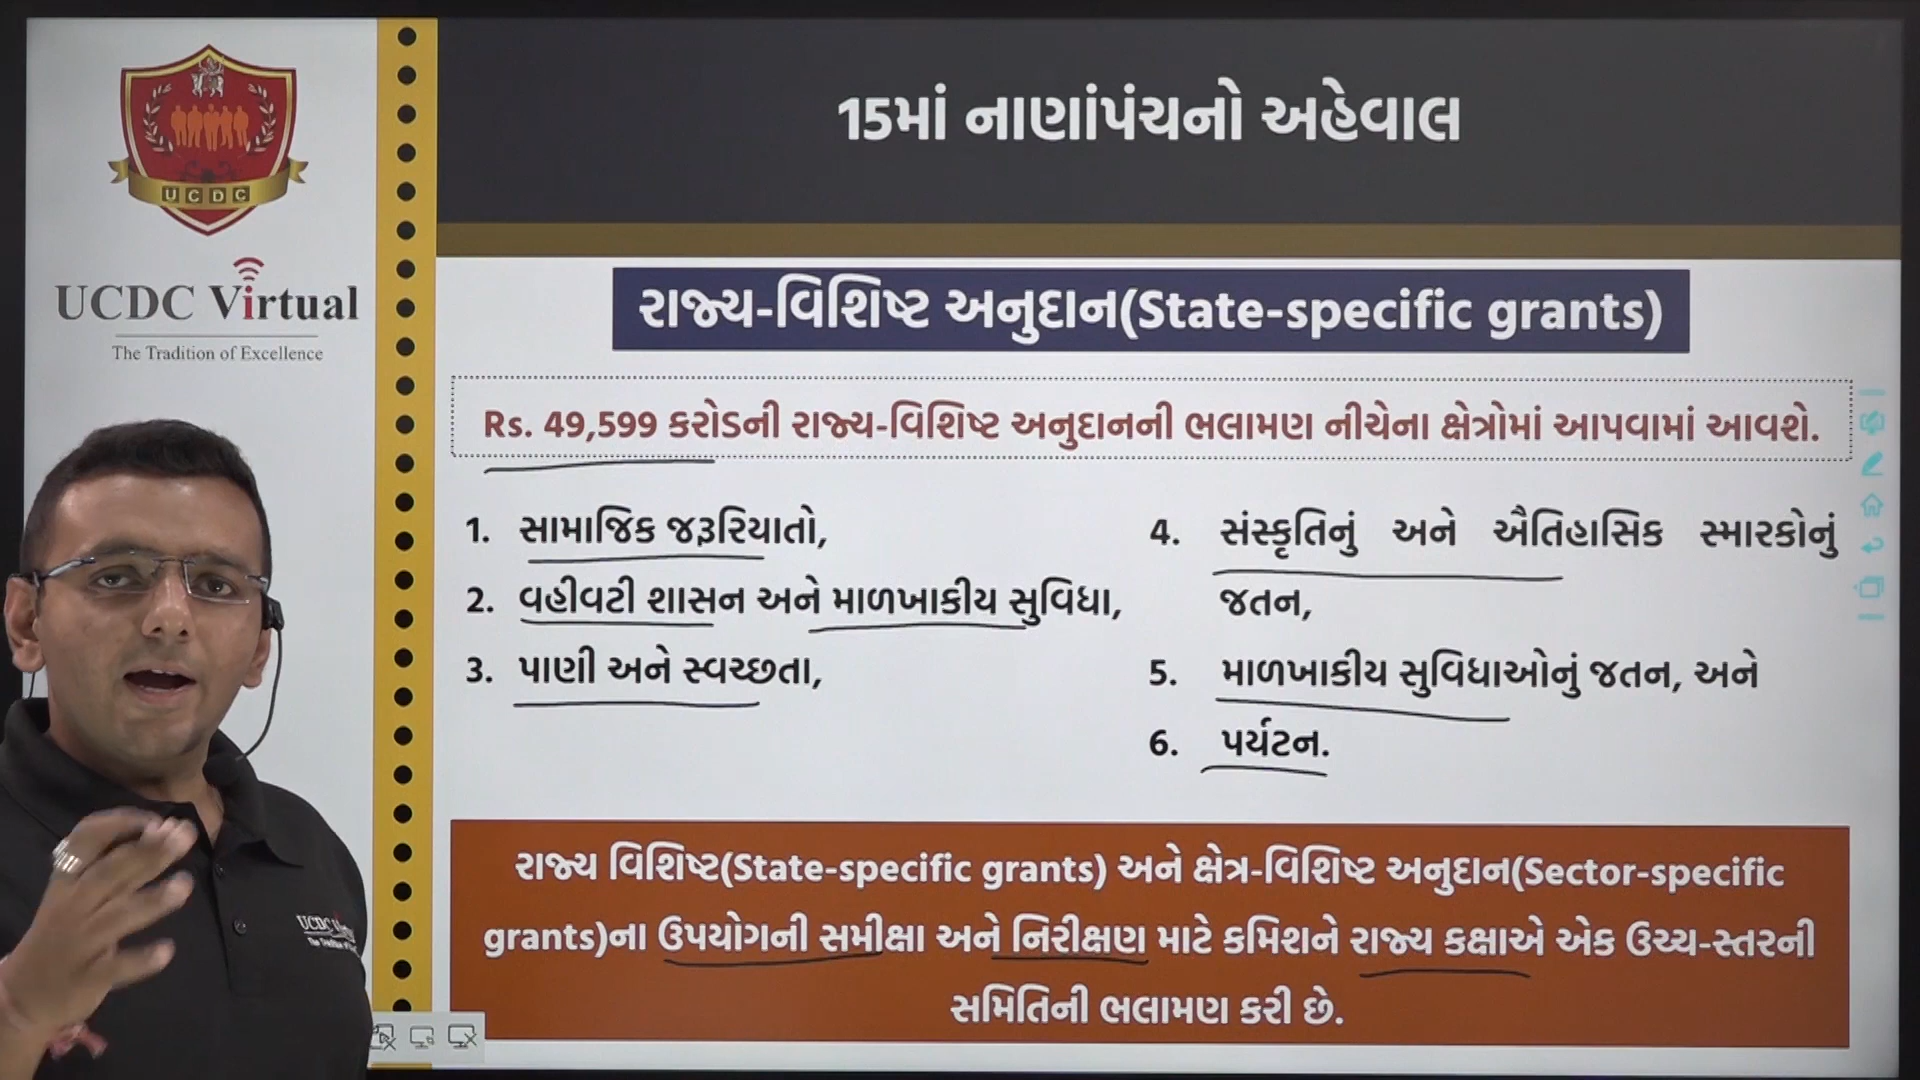 UCDC
UCDC Virtual
The Tradition of Excellence
15માં નાણાંપંચનો અહેવાલ
રાજ્ય-વિશિષ્ટ અનુદાન(State-specific grants)
Rs. 49,599 કરોડની રાજ્ય-વિશિષ્ટ અનુદાનની ભલામણ નીચેના ક્ષેત્રોમાં આપવામાં આવશે.
1. સામાજિક જરૂરિયાતો,
2. વહીવટી શાસન અને માળખાકીય સુવિધા,
3. પાણી અને સ્વચ્છતા,
4. સંસ્કૃતિનું અને ઐતિહાસિક સ્મારકોનું
જતન,
5. માળખાકીય સુવિધાઓનું જતન, અને
6. પર્યટન.
રાજ્ય વિશિષ્ટ(State-specific grants) અને ક્ષેત્ર-વિશિષ્ટ અનુદાન(Sector-specific
grants)ના ઉપયોગની સમીક્ષા અને નિરીક્ષણ માટે કમિશને રાજ્ય કક્ષાએ એક ઉચ્ચ-સ્તરની
સમિતિની ભલામણ કરી છે.